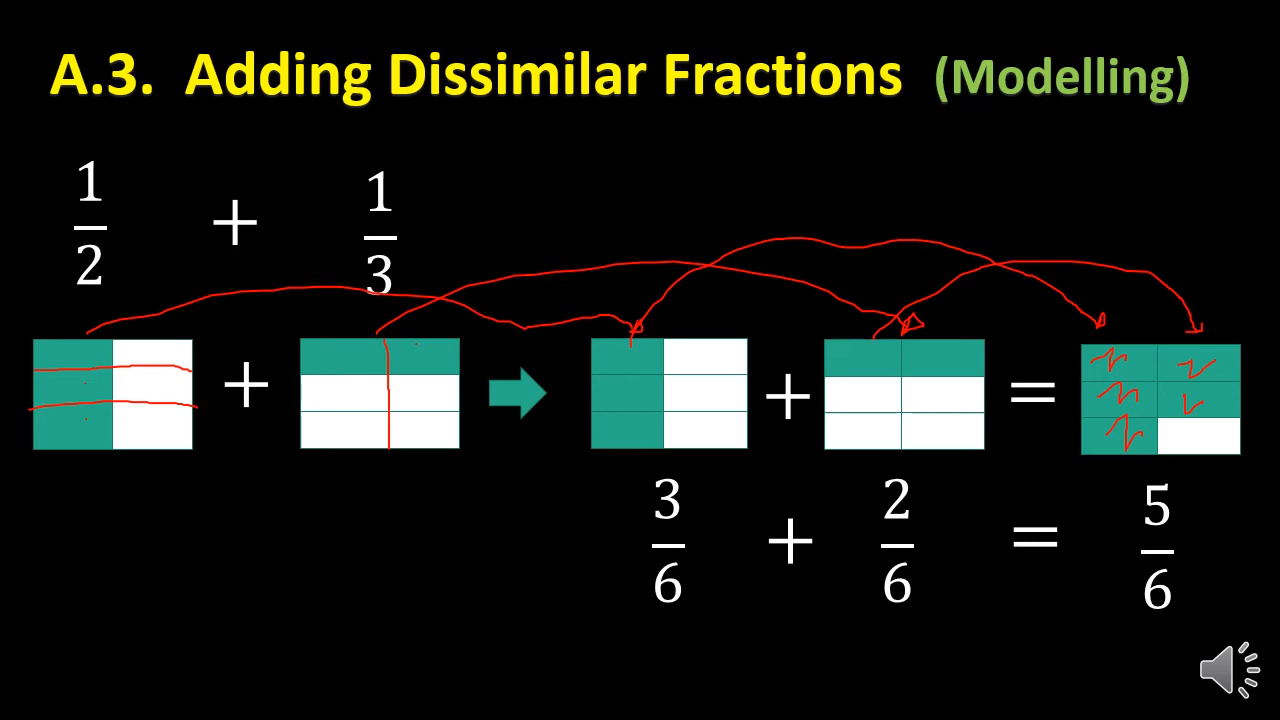 A.3. Adding Dissimilar Fractions (Modelling)
1/2 + 1/3
+ + =
3/6 + 2/6 = 5/6